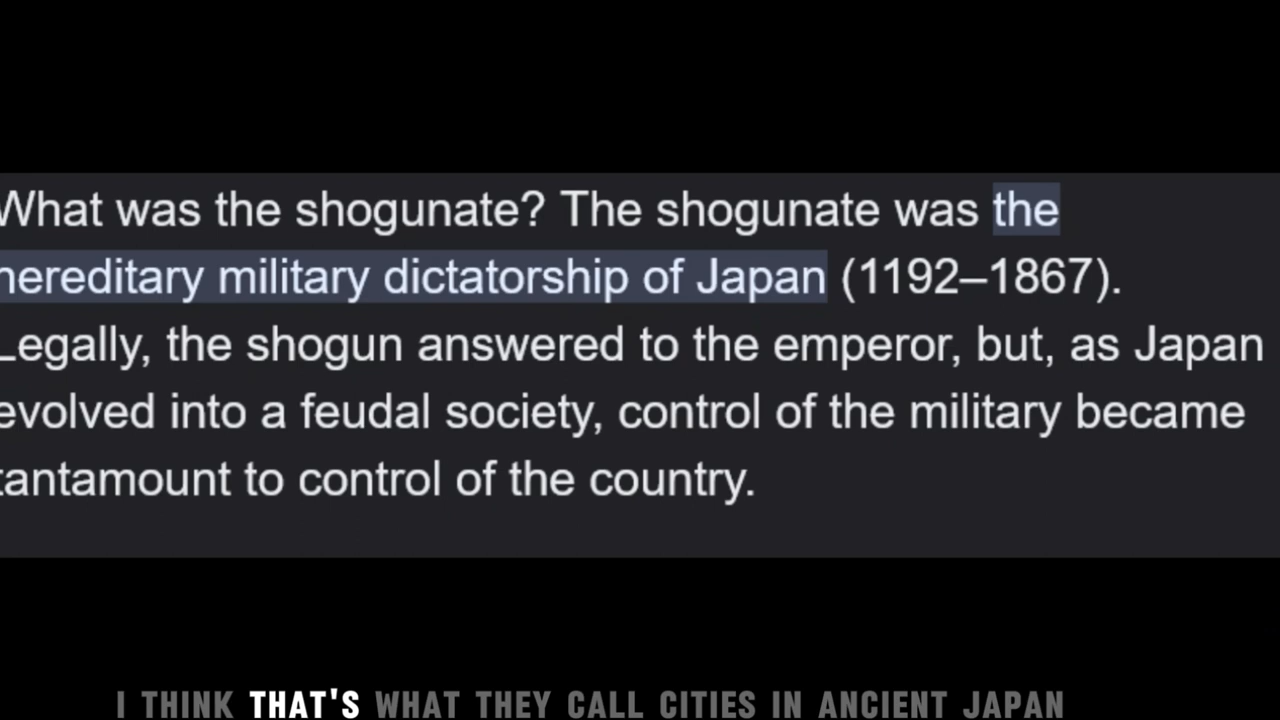 What was the shogunate? The shogunate was the
hereditary military dictatorship of Japan (1192–1867).
Legally, the shogun answered to the emperor, but, as Japan
evolved into a feudal society, control of the military became
tantamount to control of the country.
I THINK THAT'S WHAT THEY CALL CITIES IN ANCIENT JAPAN